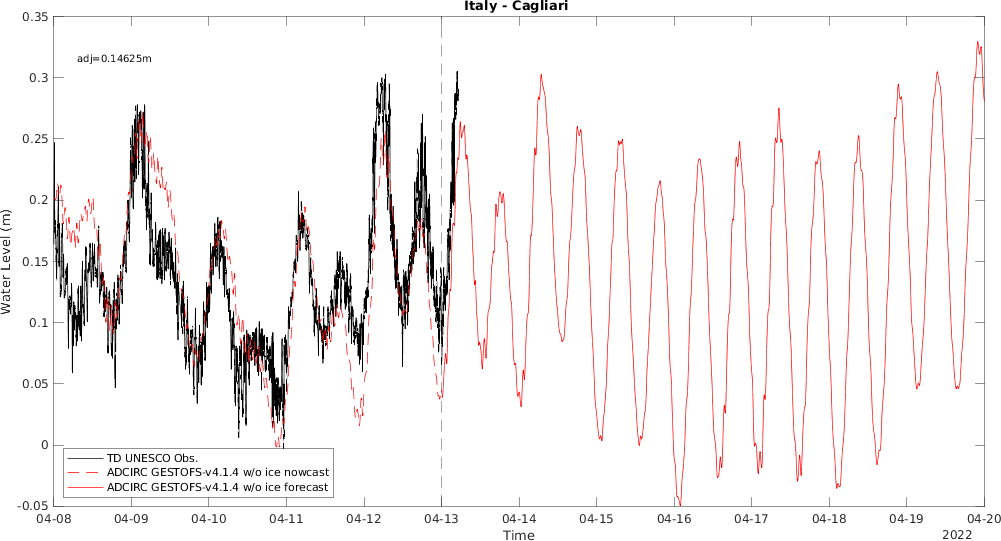 Italy - Cagliari
0.35
0.3
0.25
0.2
0.15
0.1
0.05
0
-0.05
Water Level (m)
adj=0.14625m
TD UNESCO Obs.
ADCIRC GESTOFS-v4.1.4 w/o ice nowcast
ADCIRC GESTOFS-v4.1.4 w/o ice forecast
04-08 04-09 04-10 04-11 04-12 04-13 04-14 04-15 04-16 04-17 04-18 04-19 04-20
Time
2022